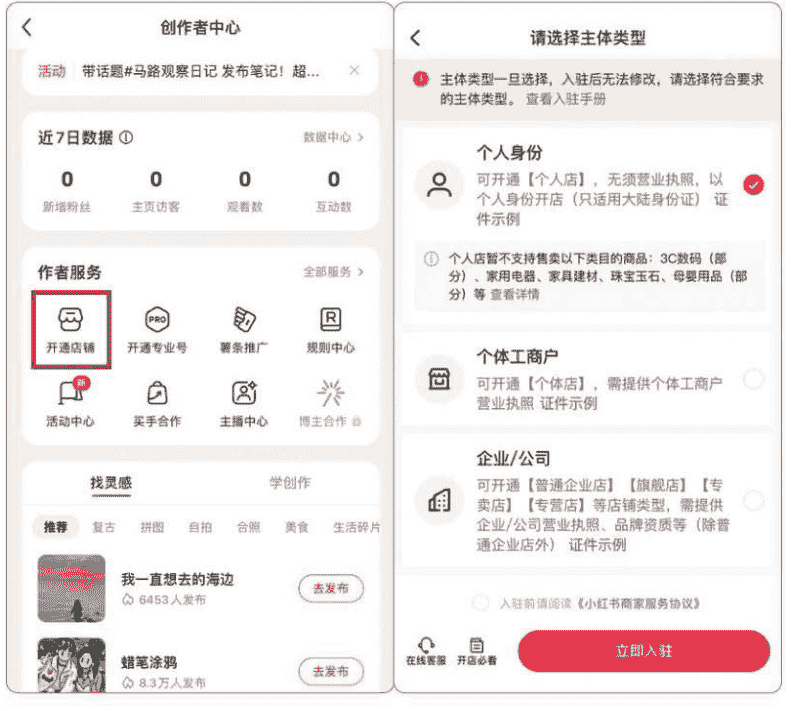 创作者中心
活动 带话题#马路观察日记 发布笔记！超...
近7日数据
数据中心
0 0 0 0
新增粉丝 主页访客 观看数 互动数
作者服务
全部服务
开通店铺 开通专业号 薯条推广 规则中心
PRO
R
新
活动中心 买手合作 主播中心 博主合作
找灵感 学创作
推荐 复古 拼图 自拍 合照 美食 生活碎片
我一直想去的海边
6453人发布
去发布
蜡笔涂鸦
8.3万人发布
去发布
请选择主体类型
主体类型一旦选择，入驻后无法修改，请选择符合要求
的主体类型。 查看入驻手册
个人身份
可开通【个人店】，无须营业执照，以
个人身份开店（只适用大陆身份证） 证
件示例
个人店暂不支持售卖以下类目的商品：3C数码（部
分）、家用电器、家具建材、珠宝玉石、母婴用品（部
分）等 查看详情
个体工商户
可开通【个体店】，需提供个体工商户
营业执照 证件示例
企业/公司
可开通【普通企业店】【旗舰店】【专
卖店】【专营店】等店铺类型，需提供
企业/公司营业执照、品牌资质等（除普
通企业店外） 证件示例
入驻前请阅读《小红书商家服务协议》
在线客服 开店必看
立即入驻